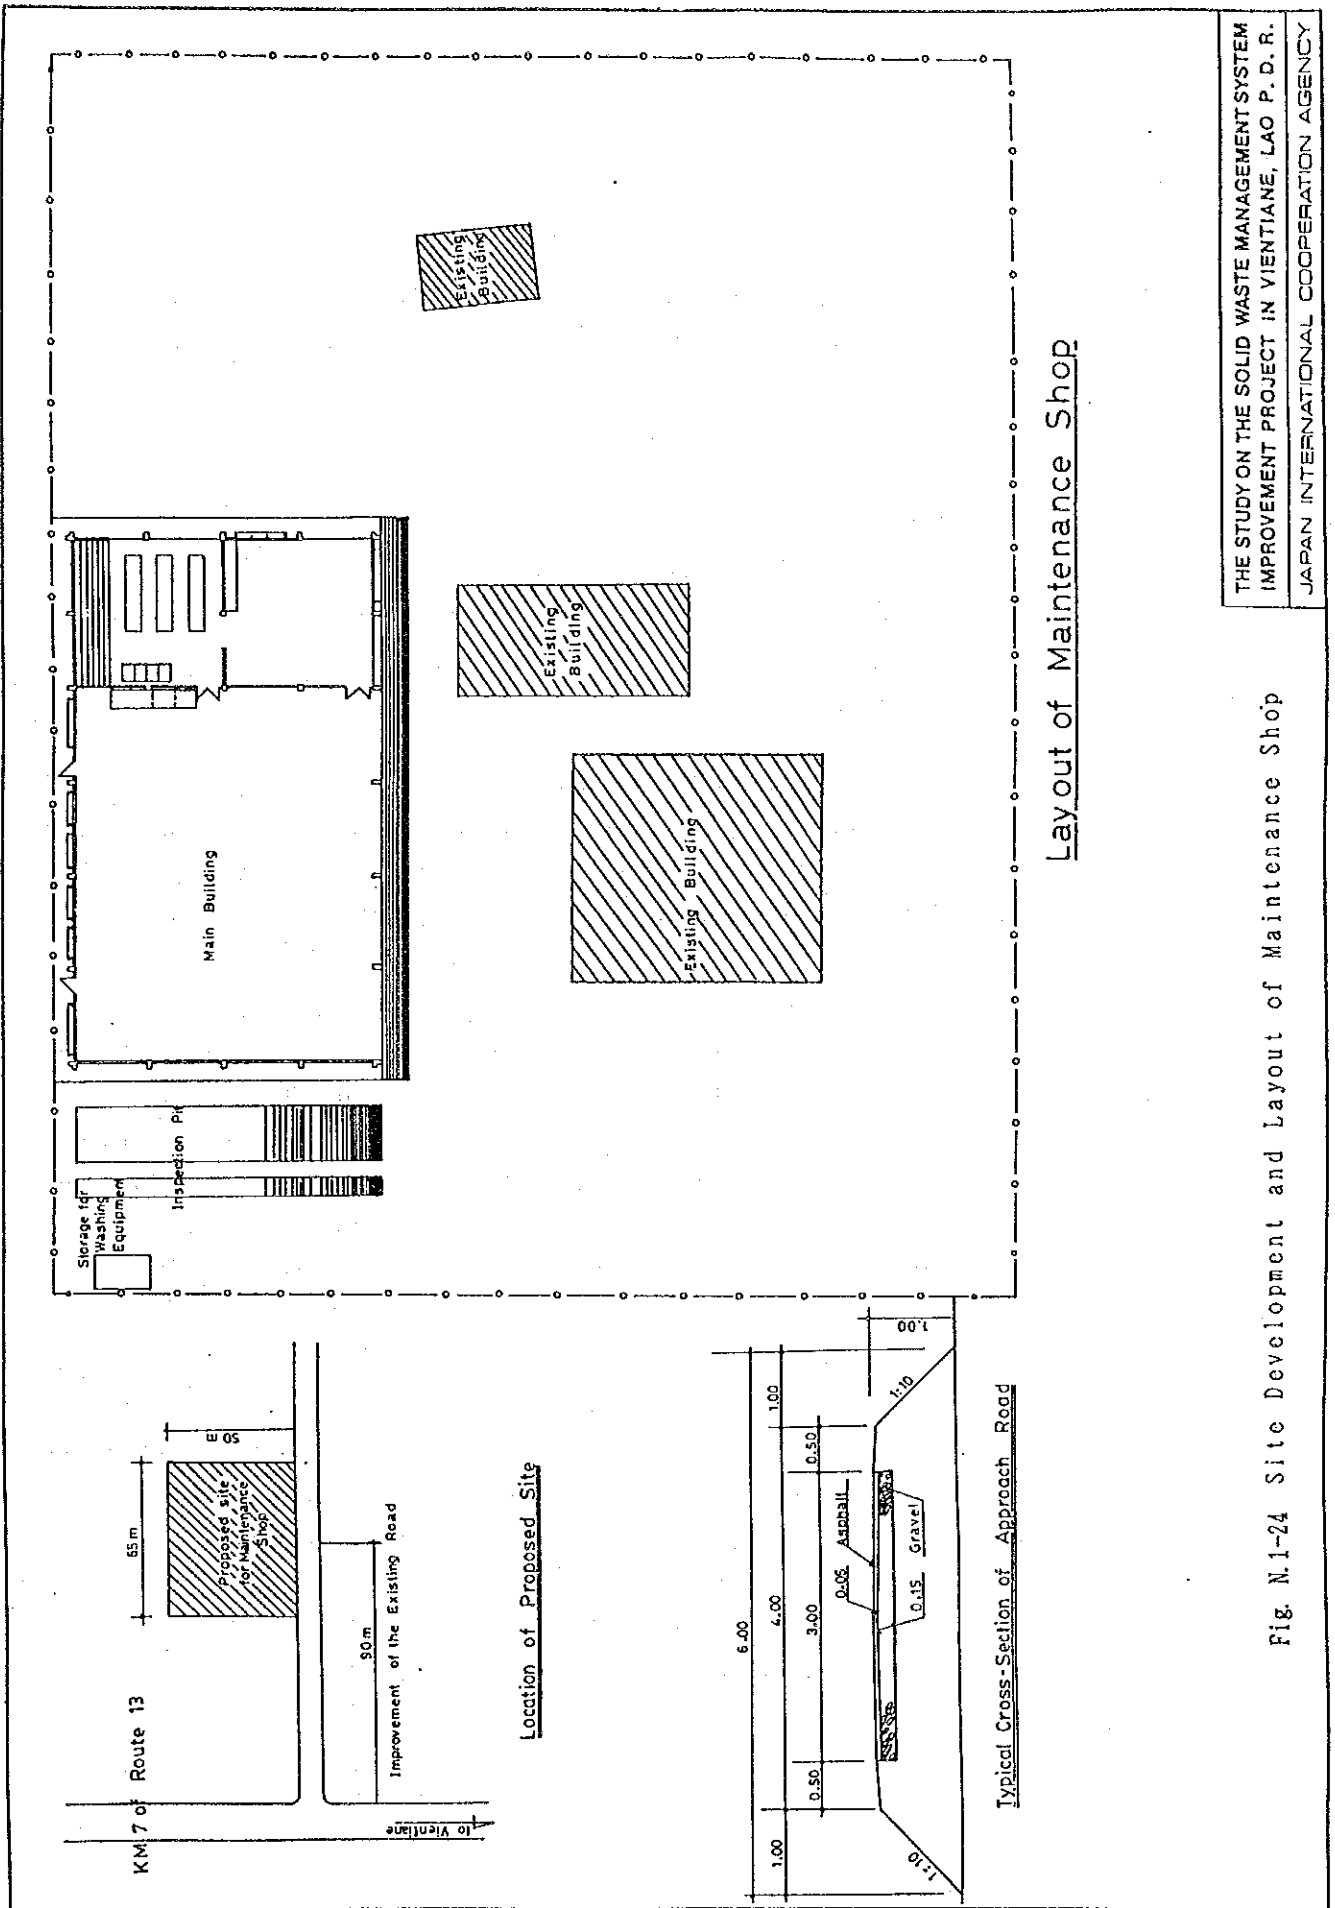 KM 7 of Route 13
65 m
50 m
Proposed site
for Maintenance
Shop
90 m
Improvement of the Existing Road
to Vientiane
Location of Proposed Site
6.00
1.00
4.00
1.00
0.50
3.00
0.50
1.00
0.05 Asphalt
0.15 Gravel
1:10
1:10
Typical Cross-Section of Approach Road
Storage for
Washing
Equipment
Inspection Pit
Main Building
Existing
Building
Existing
Building
Existing Building
Layout of Maintenance Shop
Fig. N.1-24 Site Development and Layout of Maintenance Shop
THE STUDY ON THE SOLID WASTE MANAGEMENT SYSTEM
IMPROVEMENT PROJECT IN VIENTIANE, LAO P. D. R.
JAPAN INTERNATIONAL COOPERATION AGENCY